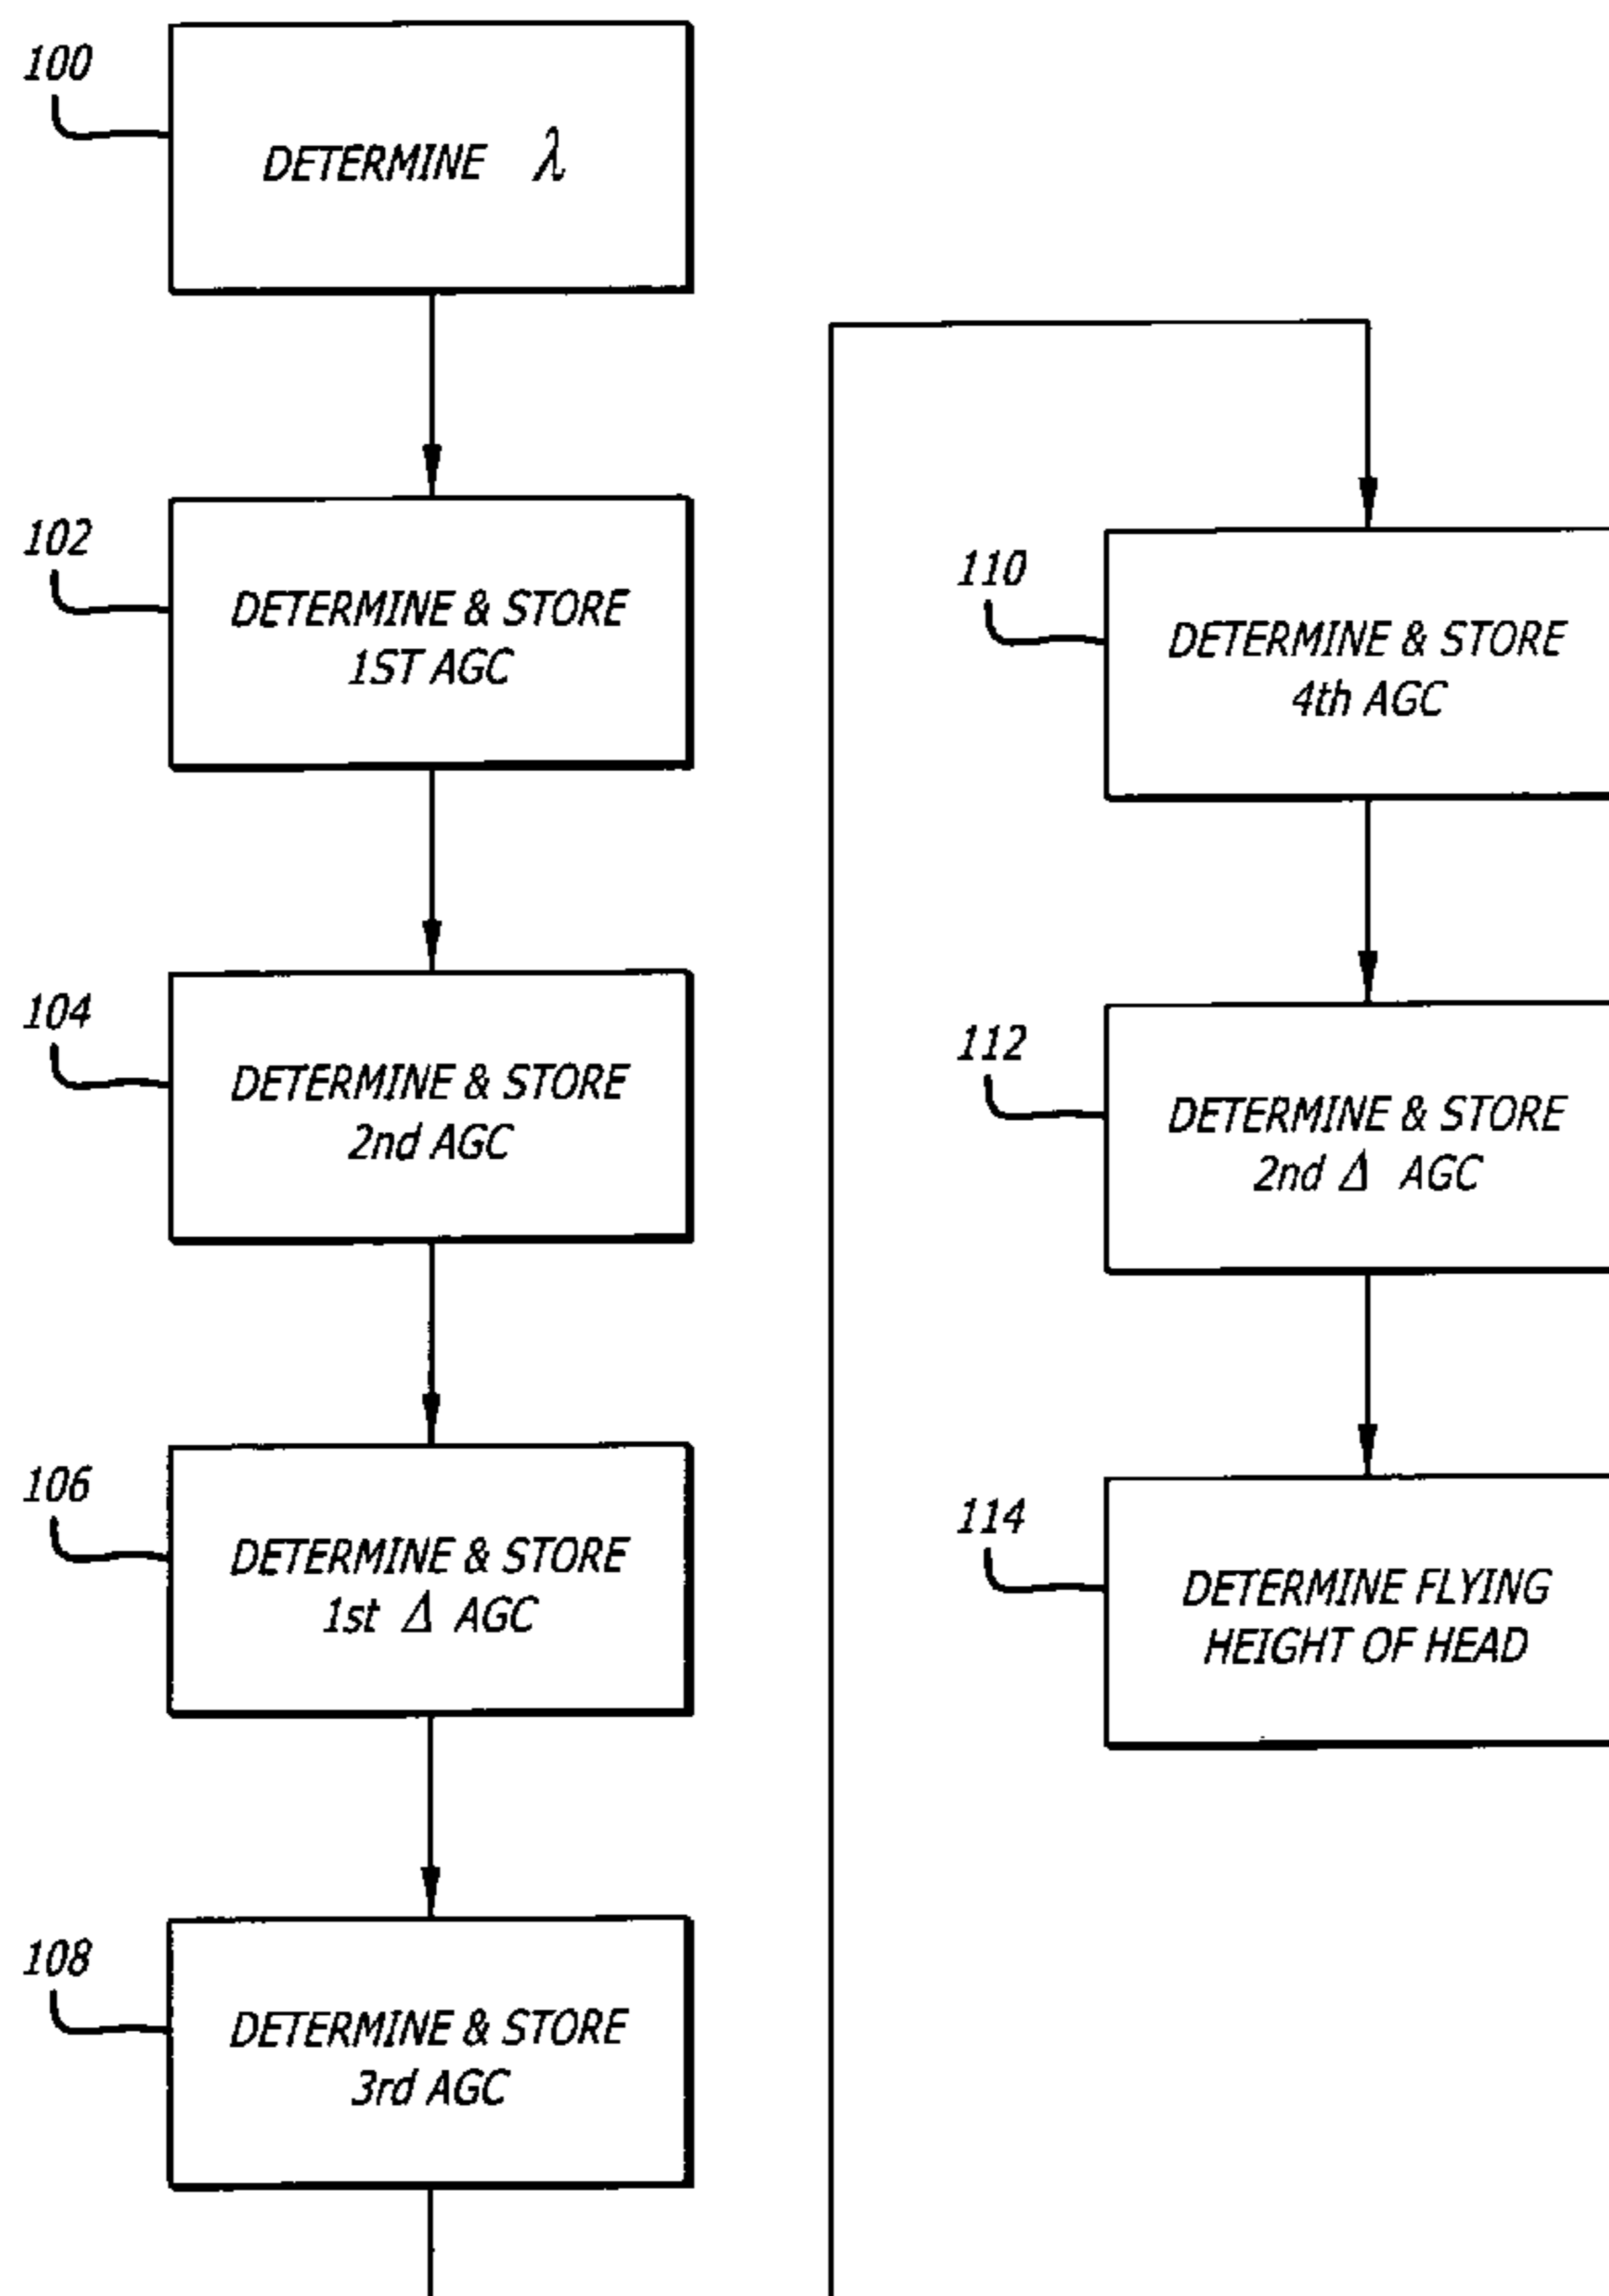 100
DETERMINE λ
102
DETERMINE & STORE
1ST AGC
104
DETERMINE & STORE
2nd AGC
106
DETERMINE & STORE
1st Δ AGC
108
DETERMINE & STORE
3rd AGC
110
DETERMINE & STORE
4th AGC
112
DETERMINE & STORE
2nd Δ AGC
114
DETERMINE FLYING
HEIGHT OF HEAD